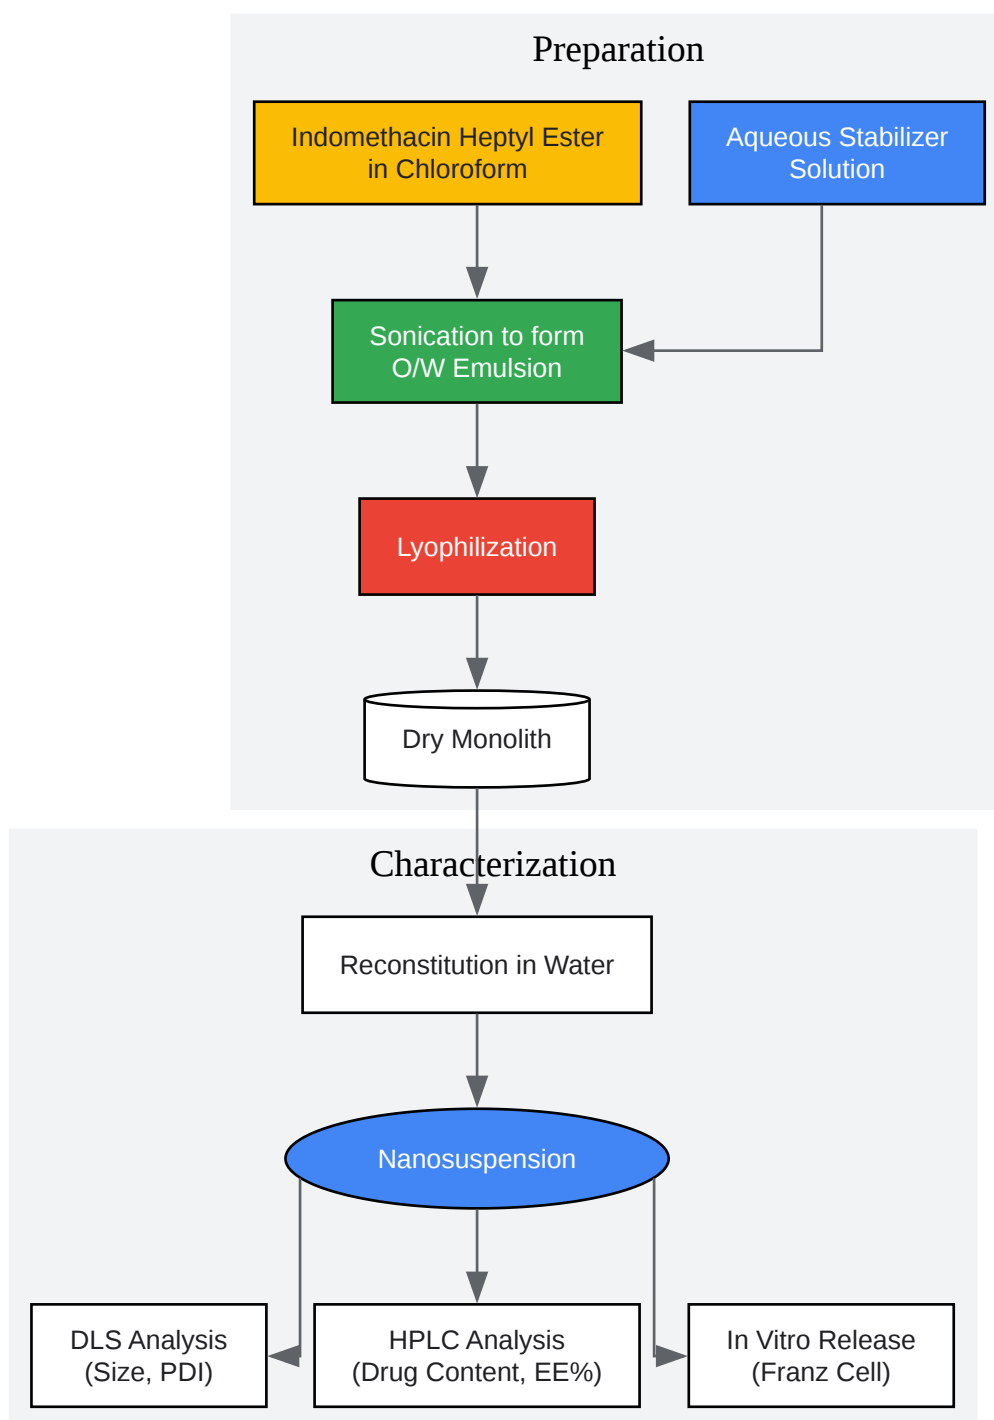 Preparation
Indomethacin Heptyl Ester
in Chloroform
Aqueous Stabilizer
Solution
Sonication to form
O/W Emulsion
Lyophilization
Dry Monolith
Characterization
Reconstitution in Water
Nanosuspension
DLS Analysis
(Size, PDI)
HPLC Analysis
(Drug Content, EE%)
In Vitro Release
(Franz Cell)